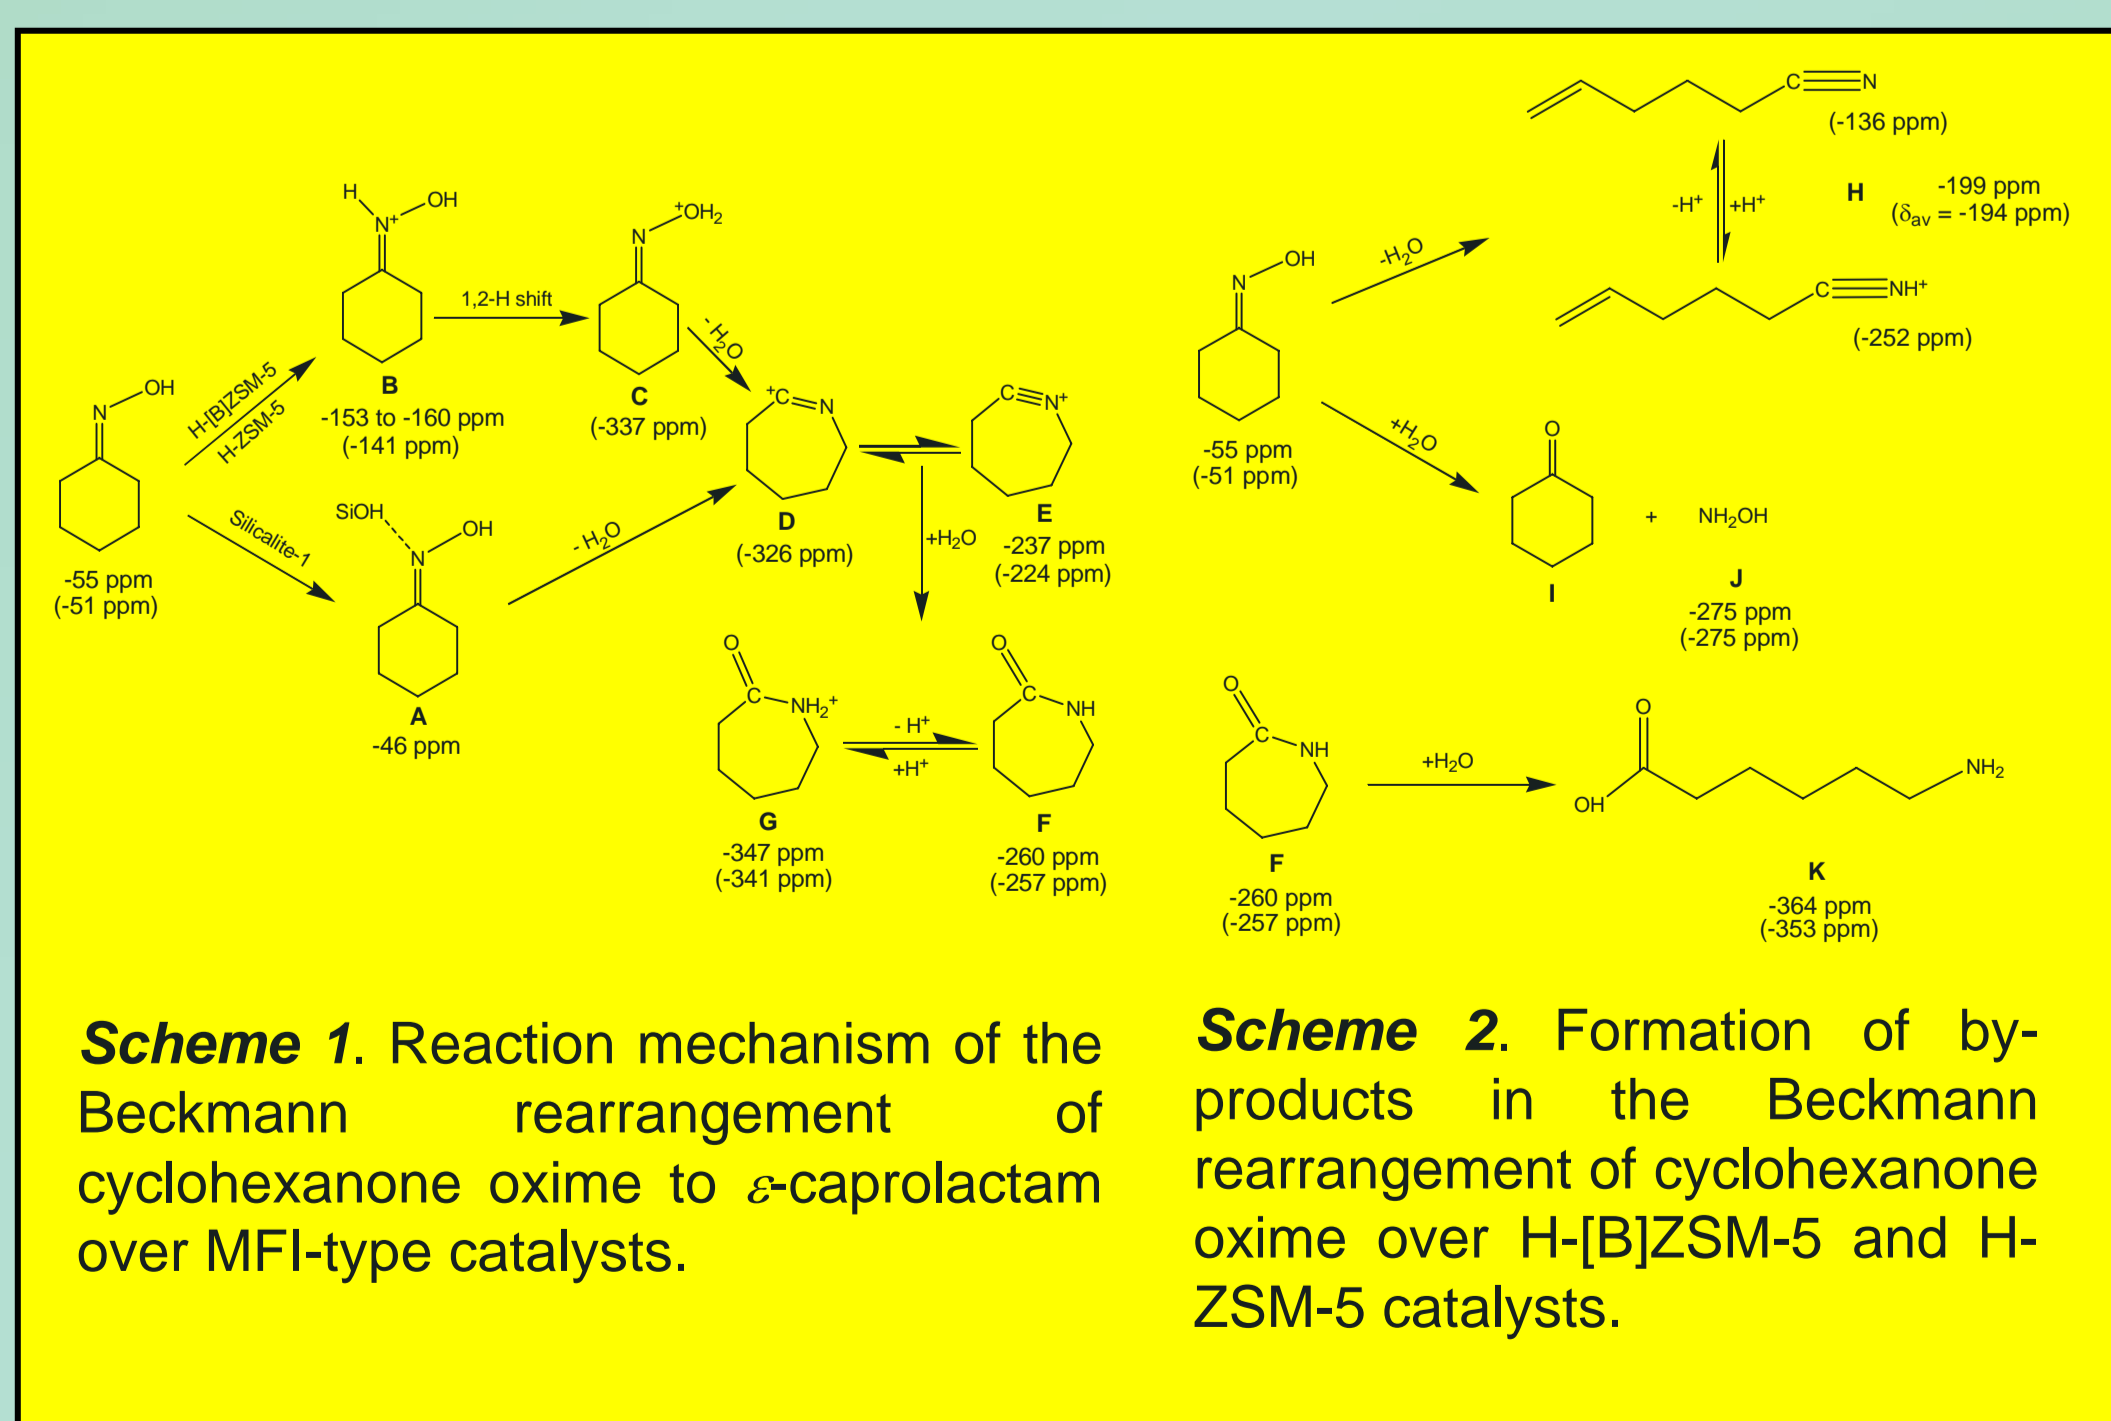 H
N+
OH
B
-153 to -160 ppm
(-141 ppm)
1,2-H shift
N
+OH2
C
(-337 ppm)
- H2O
N
OH
-55 ppm
(-51 ppm)
H-[B]ZSM-5
H-ZSM-5
Silicalite-1
SiOH
N
OH
A
-46 ppm
- H2O
+C
N
D
(-326 ppm)
C
N+
E
-237 ppm
(-224 ppm)
+H2O
O
C
NH2+
G
-347 ppm
(-341 ppm)
- H+
+H+
O
C
NH
F
-260 ppm
(-257 ppm)
Scheme 1. Reaction mechanism of the
Beckmann rearrangement of
cyclohexanone oxime to ε-caprolactam
over MFI-type catalysts.
C
N
(-136 ppm)
-H+
+H+
H
-199 ppm
(δav = -194 ppm)
C
NH+
(-252 ppm)
N
OH
-55 ppm
(-51 ppm)
-H2O
+H2O
O
I
+
NH2OH
J
-275 ppm
(-275 ppm)
O
C
NH
F
-260 ppm
(-257 ppm)
+H2O
O
OH
NH2
K
-364 ppm
(-353 ppm)
Scheme 2. Formation of by-
products in the Beckmann
rearrangement of cyclohexanone
oxime over H-[B]ZSM-5 and H-
ZSM-5 catalysts.